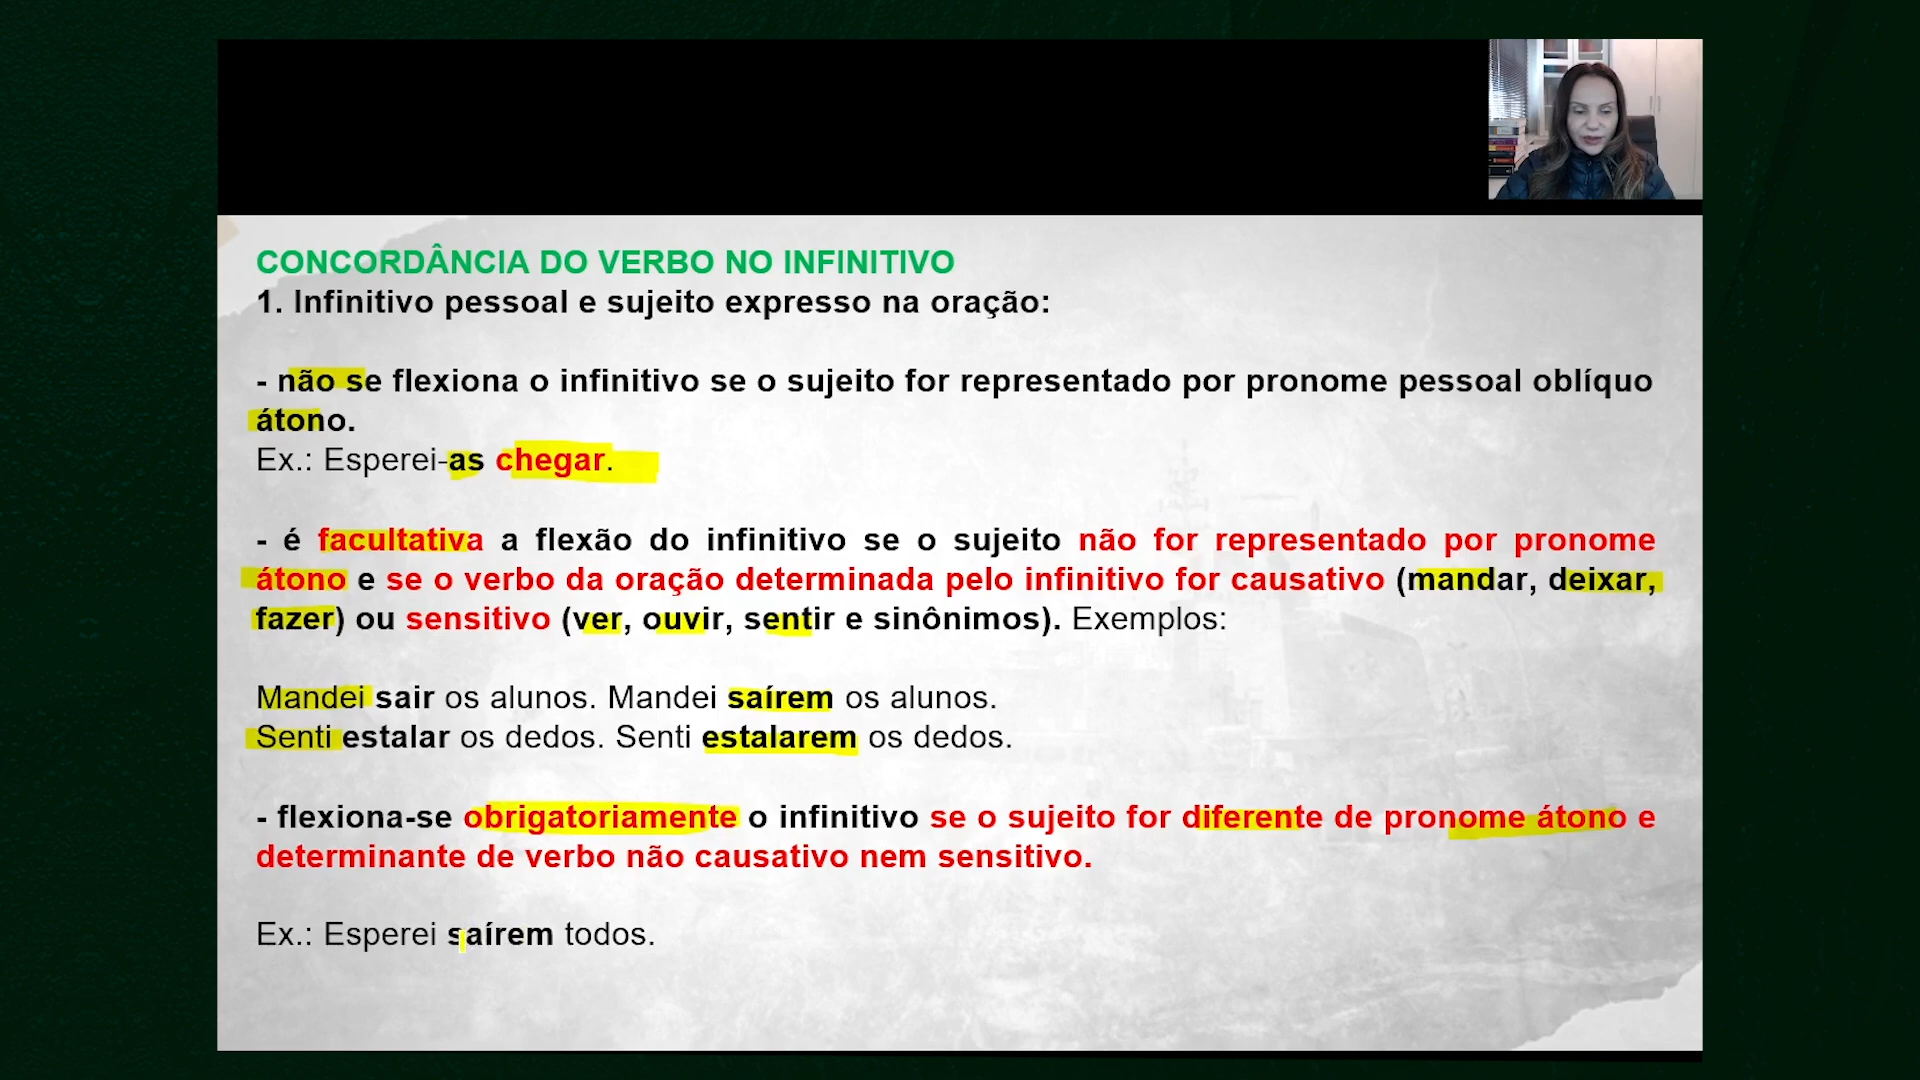 CONCORDÂNCIA DO VERBO NO INFINITIVO
1. Infinitivo pessoal e sujeito expresso na oração:
- não se flexiona o infinitivo se o sujeito for representado por pronome pessoal oblíquo
átono.
Ex.: Esperei-as chegar.
- é facultativa a flexão do infinitivo se o sujeito não for representado por pronome
átono e se o verbo da oração determinada pelo infinitivo for causativo (mandar, deixar,
fazer) ou sensitivo (ver, ouvir, sentir e sinônimos). Exemplos:
Mandei sair os alunos. Mandei saírem os alunos.
Senti estalar os dedos. Senti estalarem os dedos.
- flexiona-se obrigatoriamente o infinitivo se o sujeito for diferente de pronome átono e
determinante de verbo não causativo nem sensitivo.
Ex.: Esperei saírem todos.